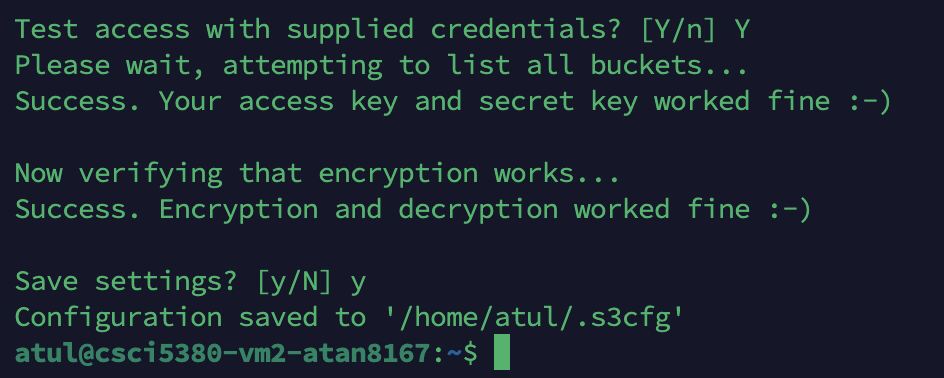 Test access with supplied credentials? [Y/n] Y
Please wait, attempting to list all buckets...
Success. Your access key and secret key worked fine :-)
Now verifying that encryption works...
Success. Encryption and decryption worked fine :-)
Save settings? [y/N] y
Configuration saved to '/home/atul/.s3cfg'
atul@csci5380-vm2-atan8167:~$